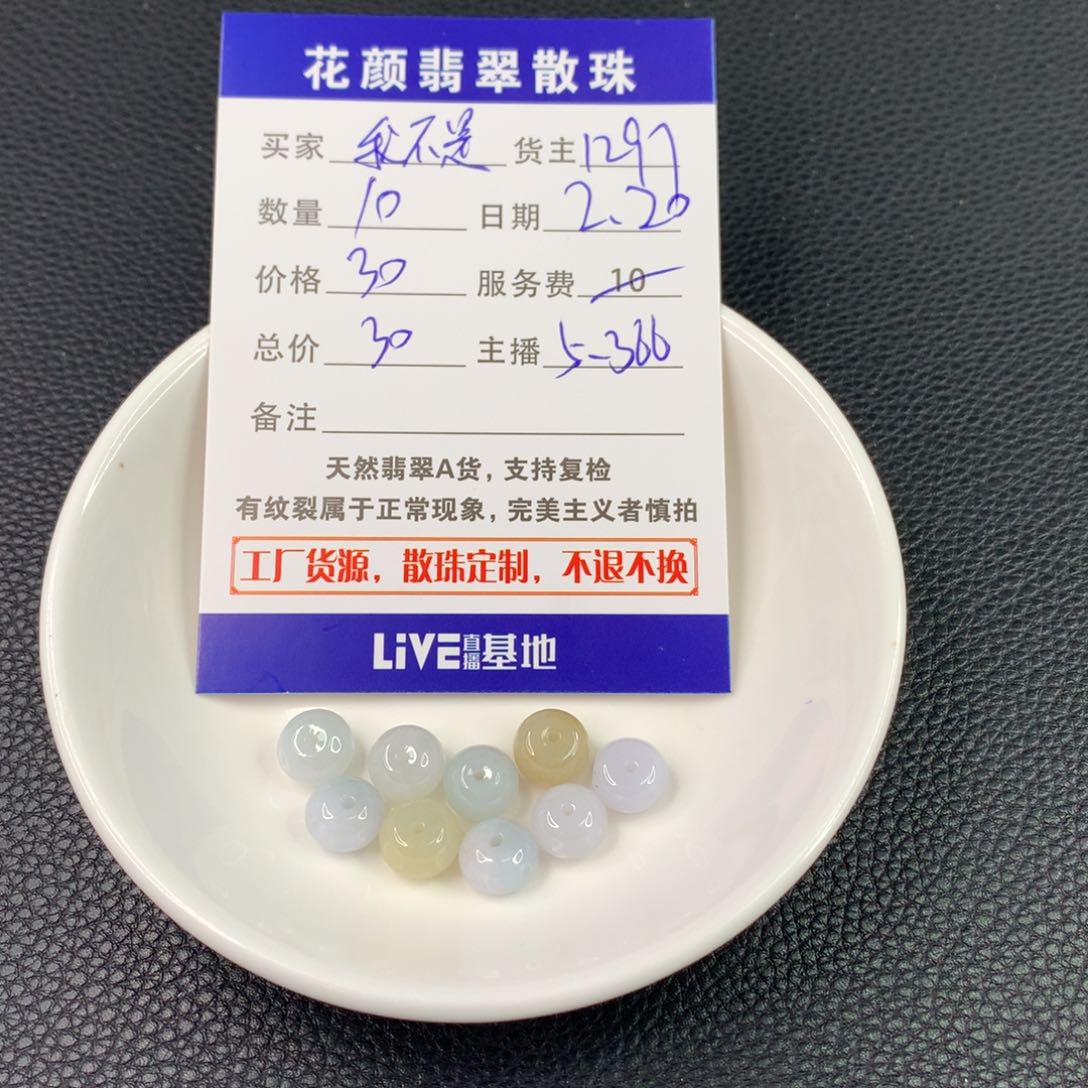 花颜翡翠散珠
买家 我不是 货主 1297
数量 10 日期 2.20
价格 30 服务费 10
总价 30 主播 5-366
备注
天然翡翠A货，支持复检
有纹裂属于正常现象，完美主义者慎拍
工厂货源，散珠定制，不退不换
LiVE直播基地